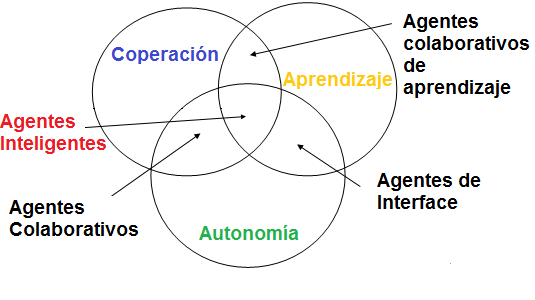 Coperación
Agentes
colaborativos
de
aprendizaje
Aprendizaje
Agentes
Inteligentes
Agentes de
Interface
Agentes
Colaborativos
Autonomía